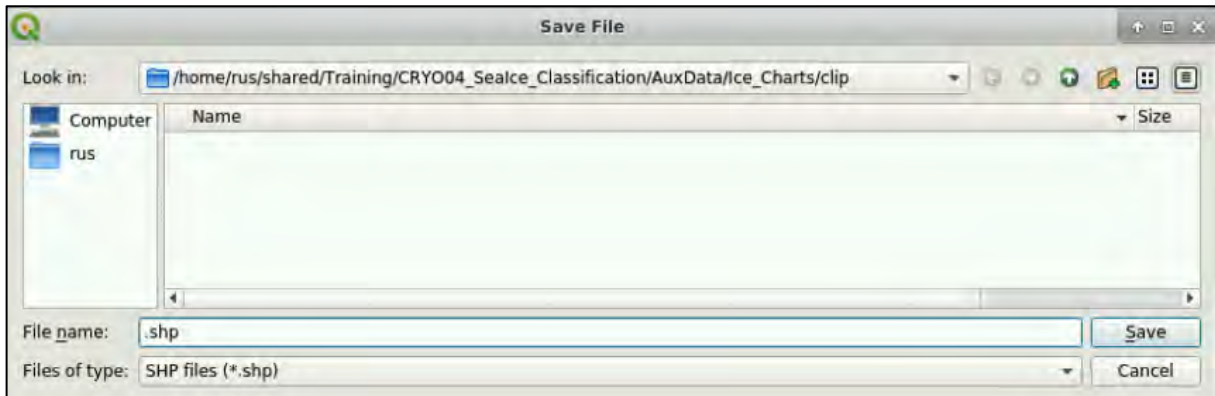 Save File
Look in: /home/rus/shared/Training/CRYO04_SeaIce_Classification/AuxData/Ice_Charts/clip
Computer Name Size
rus
File name: .shp Save
Files of type: SHP files (*.shp) Cancel